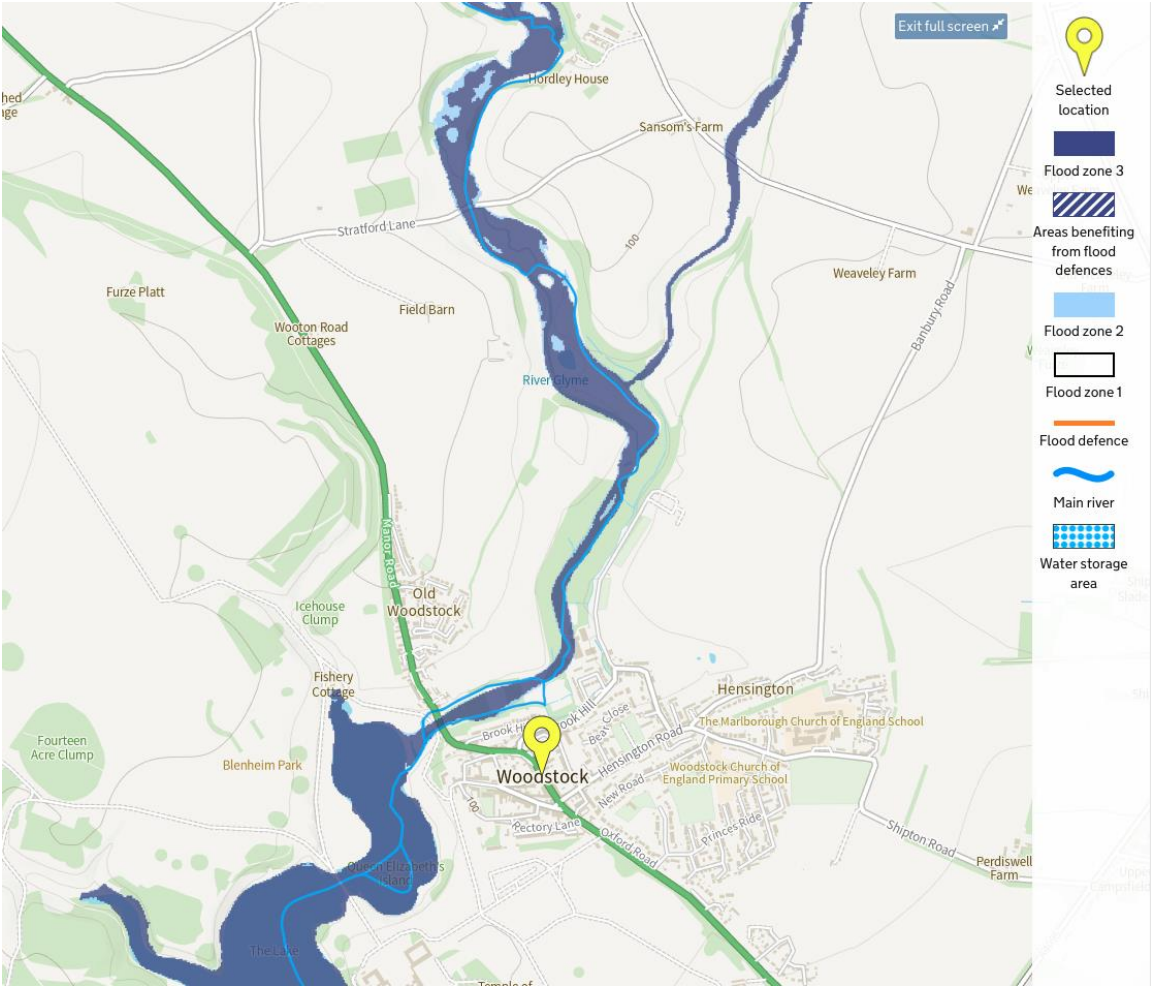 Exit full screen
Hordley House
Sansom's Farm
Stratford Lane
100
Weaveley Farm
Furze Platt
Field Barn
Wooton Road
Cottages
Banbury Road
River Glyme
Manor Road
Old
Woodstock
Icehouse
Clump
Fishery
Cottage
Hensington
The Marlborough Church of England School
Brook Hill
Beat Close
Fourteen
Acre Clump
Blenheim Park
Hensington Road
Woodstock Church of
England Primary School
Woodstock
New Road
100
Rectory Lane
Oxford Road
Princes Ride
Shipton Road
Perdiswell
Farm
Queen Elizabeth's
Island
The Lake
Temple of
Selected
location
Flood zone 3
Areas benefiting
from flood
defences
Flood zone 2
Flood zone 1
Flood defence
Main river
Water storage
area